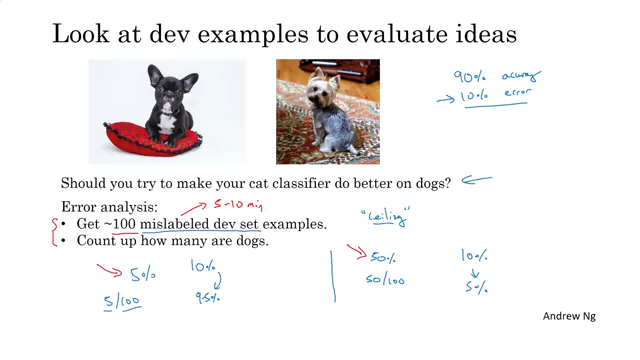 Look at dev examples to evaluate ideas
90% accuracy
→ 10% error
Should you try to make your cat classifier do better on dogs?
5-10 min
Error analysis:
"ceiling"
• Get ~100 mislabeled dev set examples.
• Count up how many are dogs.
5%
10%
5/100
9.5%
50%
10%
50/100
5%
Andrew Ng